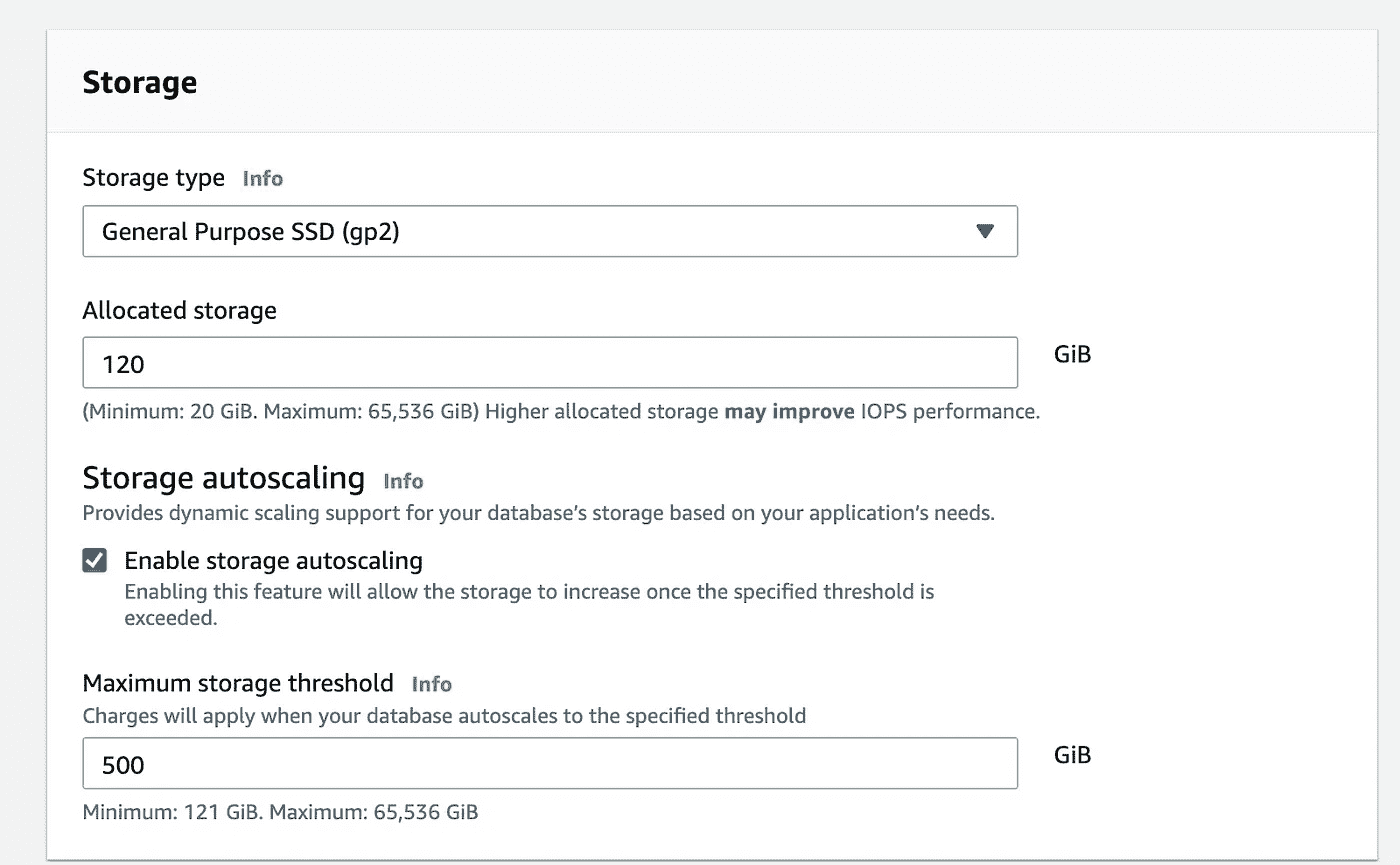 Storage
Storage type Info
General Purpose SSD (gp2)
Allocated storage
120
GiB
(Minimum: 20 GiB. Maximum: 65,536 GiB) Higher allocated storage may improve IOPS performance.
Storage autoscaling Info
Provides dynamic scaling support for your database’s storage based on your application’s needs.
Enable storage autoscaling
Enabling this feature will allow the storage to increase once the specified threshold is
exceeded.
Maximum storage threshold Info
Charges will apply when your database autoscales to the specified threshold
500
GiB
Minimum: 121 GiB. Maximum: 65,536 GiB